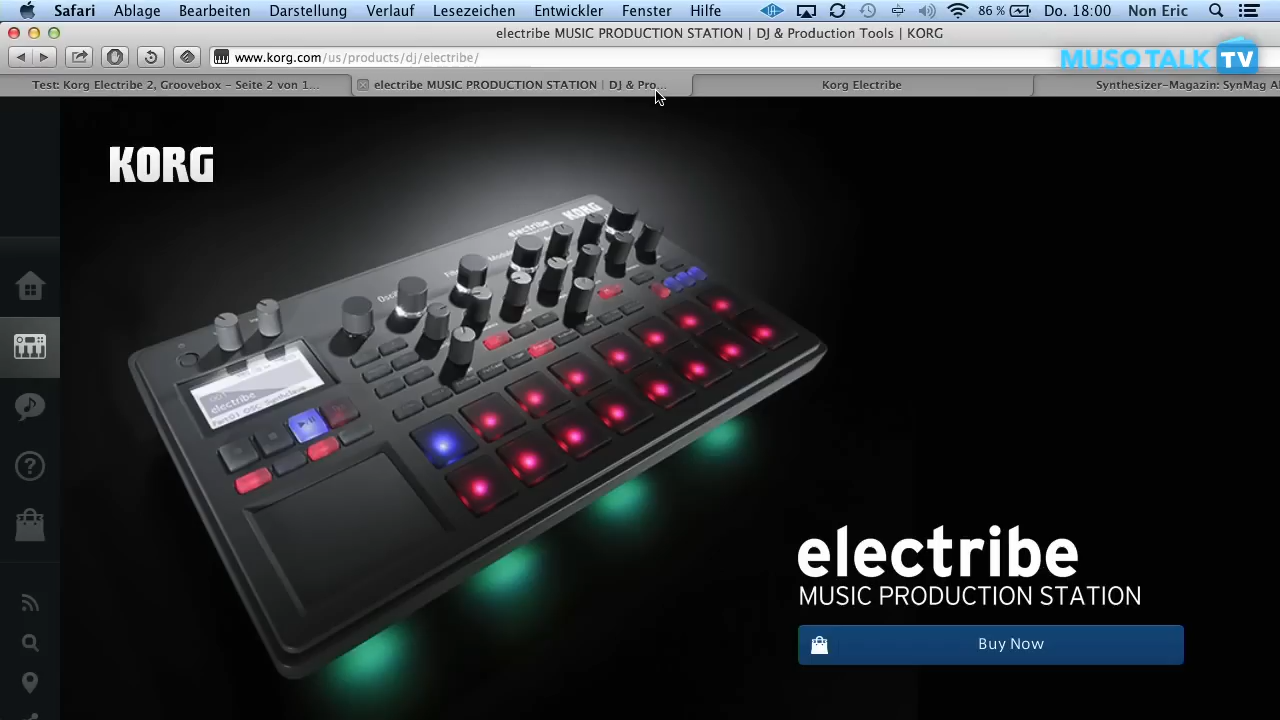 Safari Ablage Bearbeiten Darstellung Verlauf Lesezeichen Entwickler Fenster Hilfe 86 % Do. 18:00 Non Eric
electribe MUSIC PRODUCTION STATION | DJ & Production Tools | KORG
www.korg.com/us/products/dj/electribe/
MUSOTALK TV
Test: Korg Electribe 2, Groovebox – Seite 2 von 1...
electribe MUSIC PRODUCTION STATION | DJ & Pro...
Korg Electribe
Synthesizer-Magazin: SynMag A
KORG
KORG
electribe
electribe
electribe
MUSIC PRODUCTION STATION
Buy Now